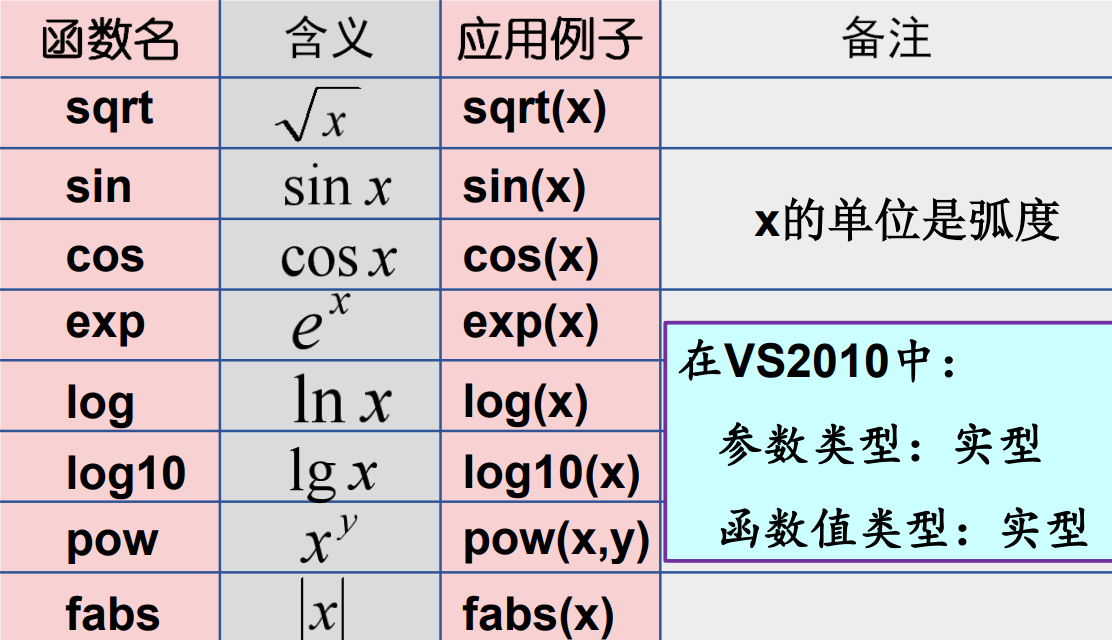 函数名 含义 应用例子 备注
sqrt √x sqrt(x)
sin sin x sin(x)
x的单位是弧度
cos cos x cos(x)
exp eˣ exp(x)
在VS2010中：
log ln x log(x)
参数类型：实型
log10 lg x log10(x)
pow xʸ pow(x,y)
函数值类型：实型
fabs |x| fabs(x)